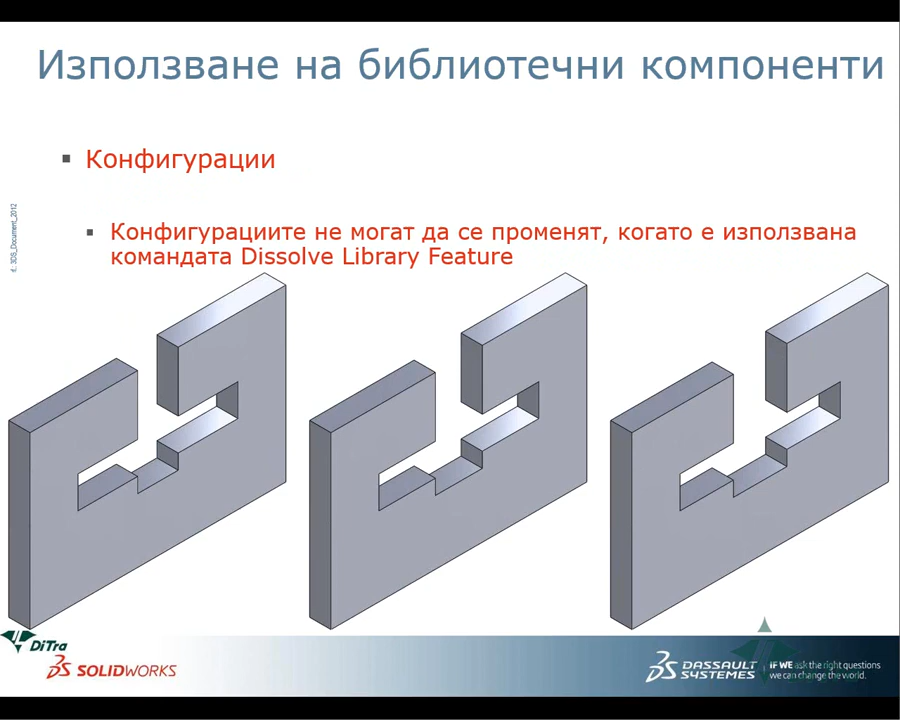 Използване на библиотечни компоненти
Конфигурации
Конфигурациите не могат да се променят, когато е използвана
командата Dissolve Library Feature
3DS_Document_2012
DiTra
SOLIDWORKS
DASSAULT
SYSTEMES
IF WE ask the right questions
we can change the world.